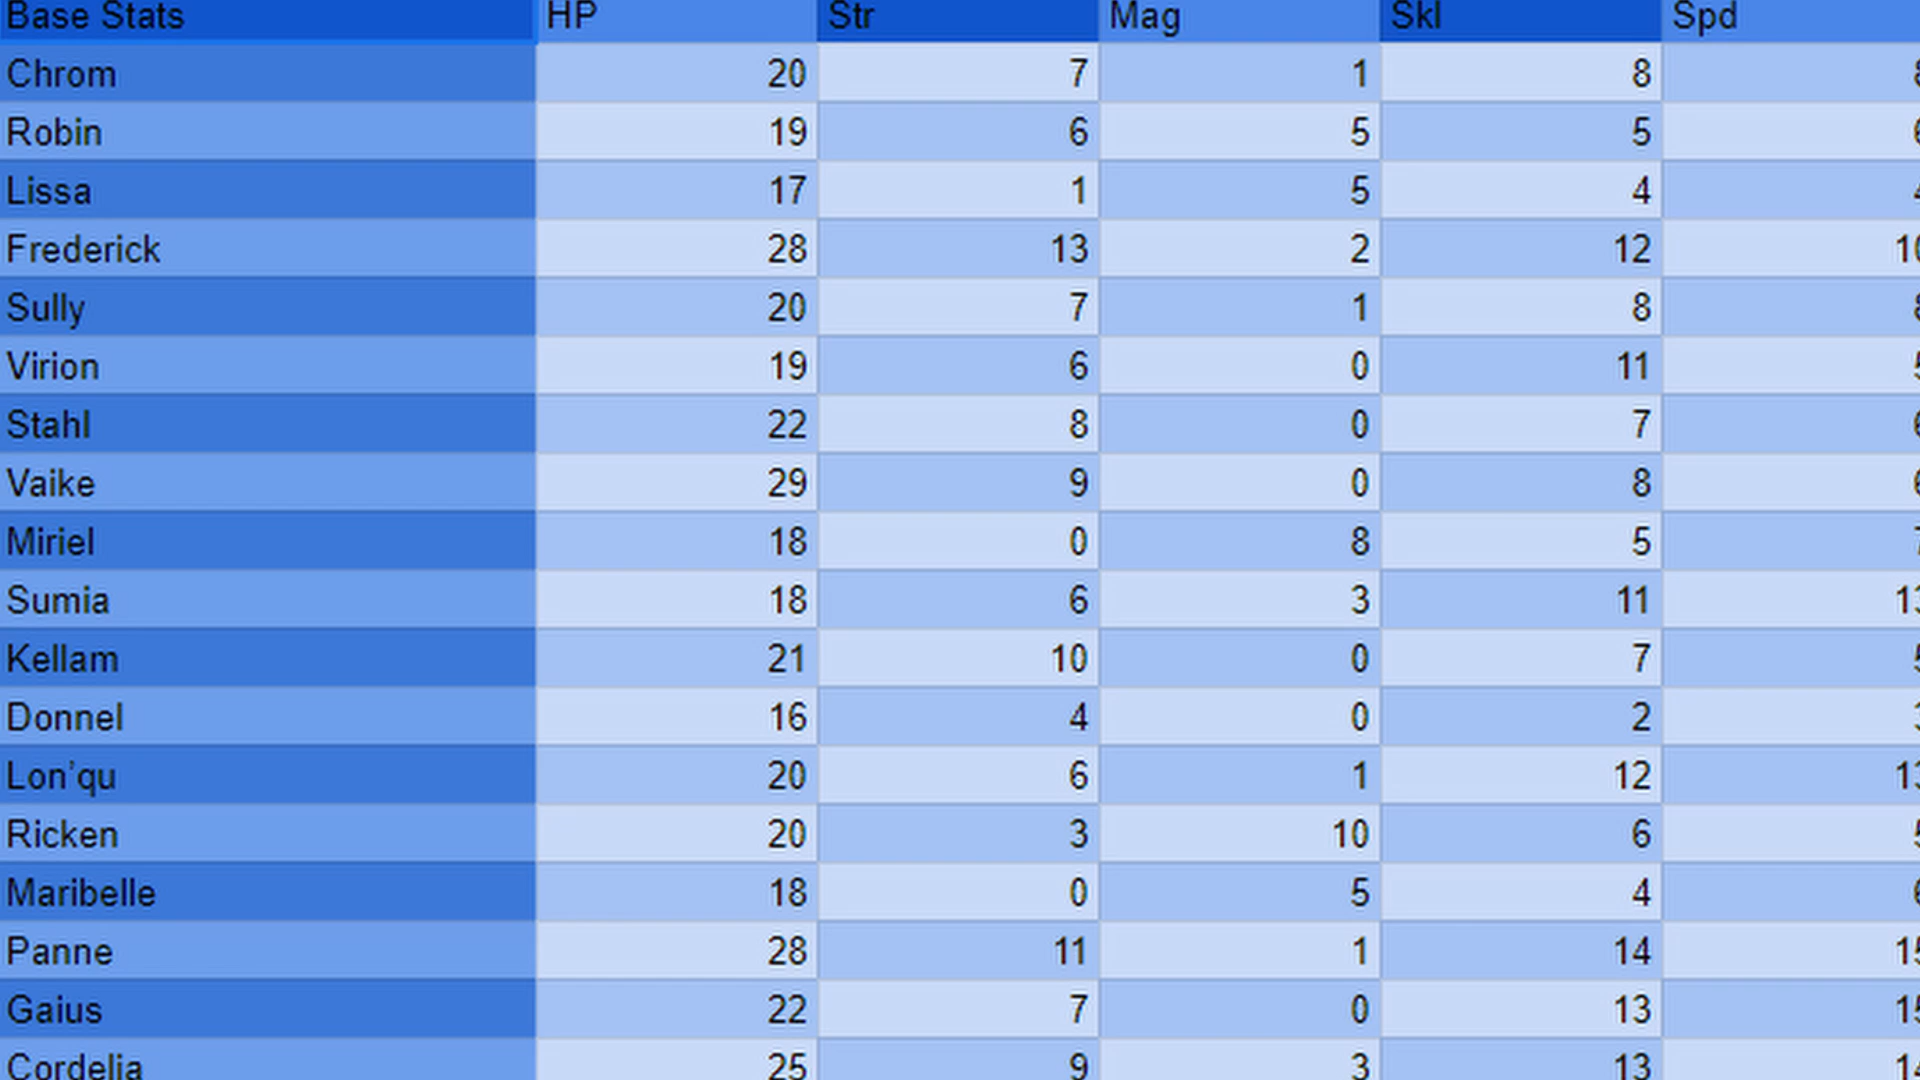 Base Stats HP Str Mag Skl Spd
Chrom 20 7 1 8
Robin 19 6 5 5
Lissa 17 1 5 4
Frederick 28 13 2 12
Sully 20 7 1 8
Virion 19 6 0 11
Stahl 22 8 0 7
Vaike 29 9 0 8
Miriel 18 0 8 5
Sumia 18 6 3 11
Kellam 21 10 0 7
Donnel 16 4 0 2
Lon'qu 20 6 1 12
Ricken 20 3 10 6
Maribelle 18 0 5 4
Panne 28 11 1 14
Gaius 22 7 0 13
Cordelia 25 9 3 13